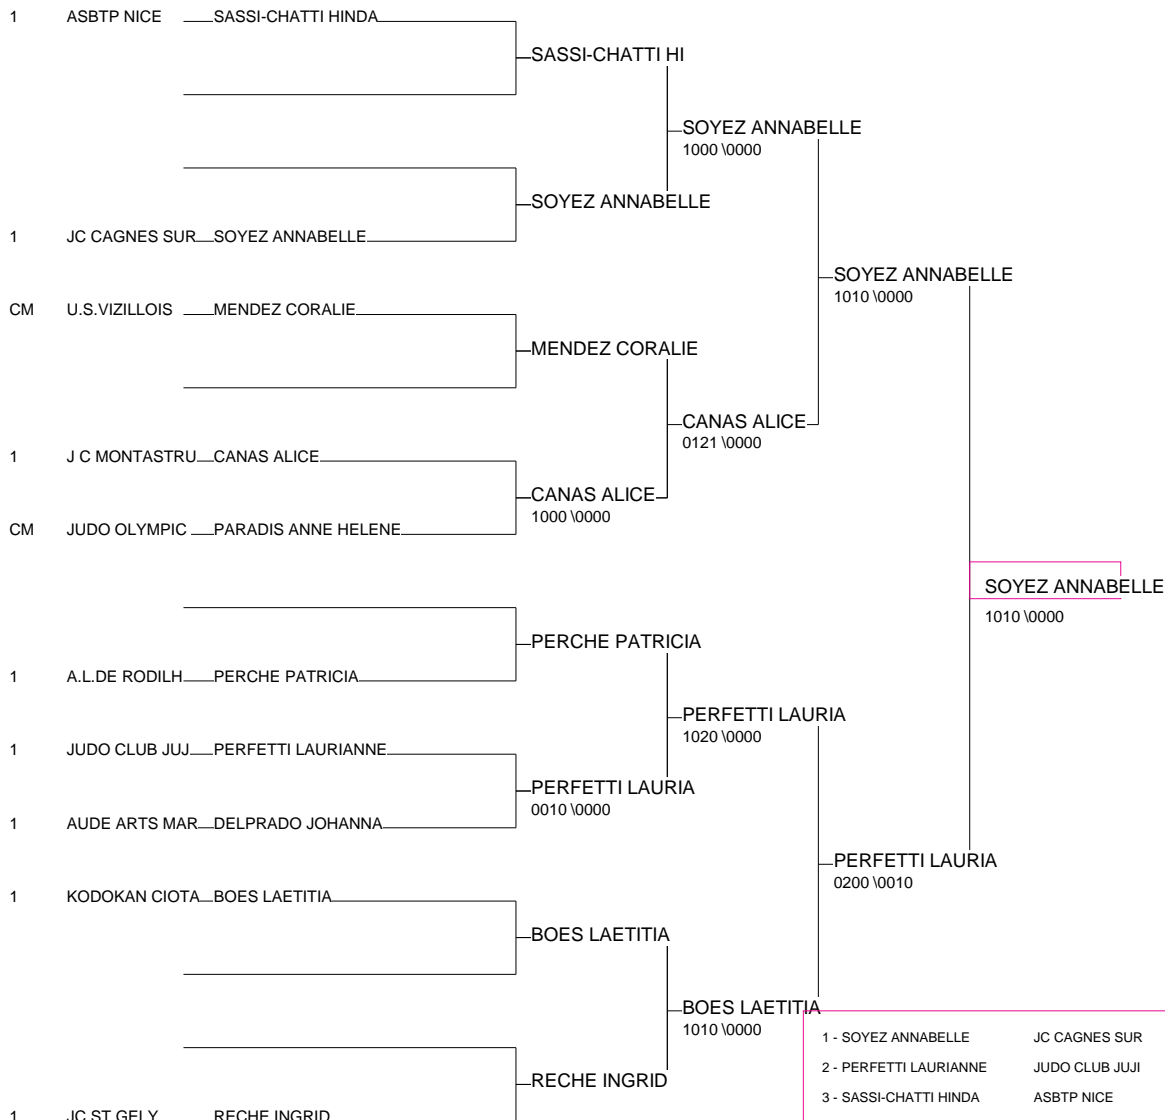 1 ASBTP NICE SASSI-CHATTI HINDA
SASSI-CHATTI HI
SOYEZ ANNABELLE
1000 \0000
SOYEZ ANNABELLE
1 JC CAGNES SUR SOYEZ ANNABELLE
SOYEZ ANNABELLE
1010 \0000
CM U.S.VIZILLOIS MENDEZ CORALIE
MENDEZ CORALIE
CANAS ALICE
0121 \0000
1 J C MONTASTRU CANAS ALICE
CANAS ALICE
1000 \0000
CM JUDO OLYMPIC PARADIS ANNE HELENE
SOYEZ ANNABELLE
1010 \0000
PERCHE PATRICIA
1 A.L.DE RODILH PERCHE PATRICIA
PERFETTI LAURIA
1020 \0000
1 JUDO CLUB JUJ PERFETTI LAURIANNE
PERFETTI LAURIA
0010 \0000
1 AUDE ARTS MAR DELPRADO JOHANNA
PERFETTI LAURIA
0200 \0010
1 KODOKAN CIOTA BOES LAETITIA
BOES LAETITIA
BOES LAETITIA
1010 \0000
1 - SOYEZ ANNABELLE JC CAGNES SUR
2 - PERFETTI LAURIANNE JUDO CLUB JUJI
RECHE INGRID
3 - SASSI-CHATTI HINDA ASBTP NICE
1 JC ST GELY RECHE INGRID